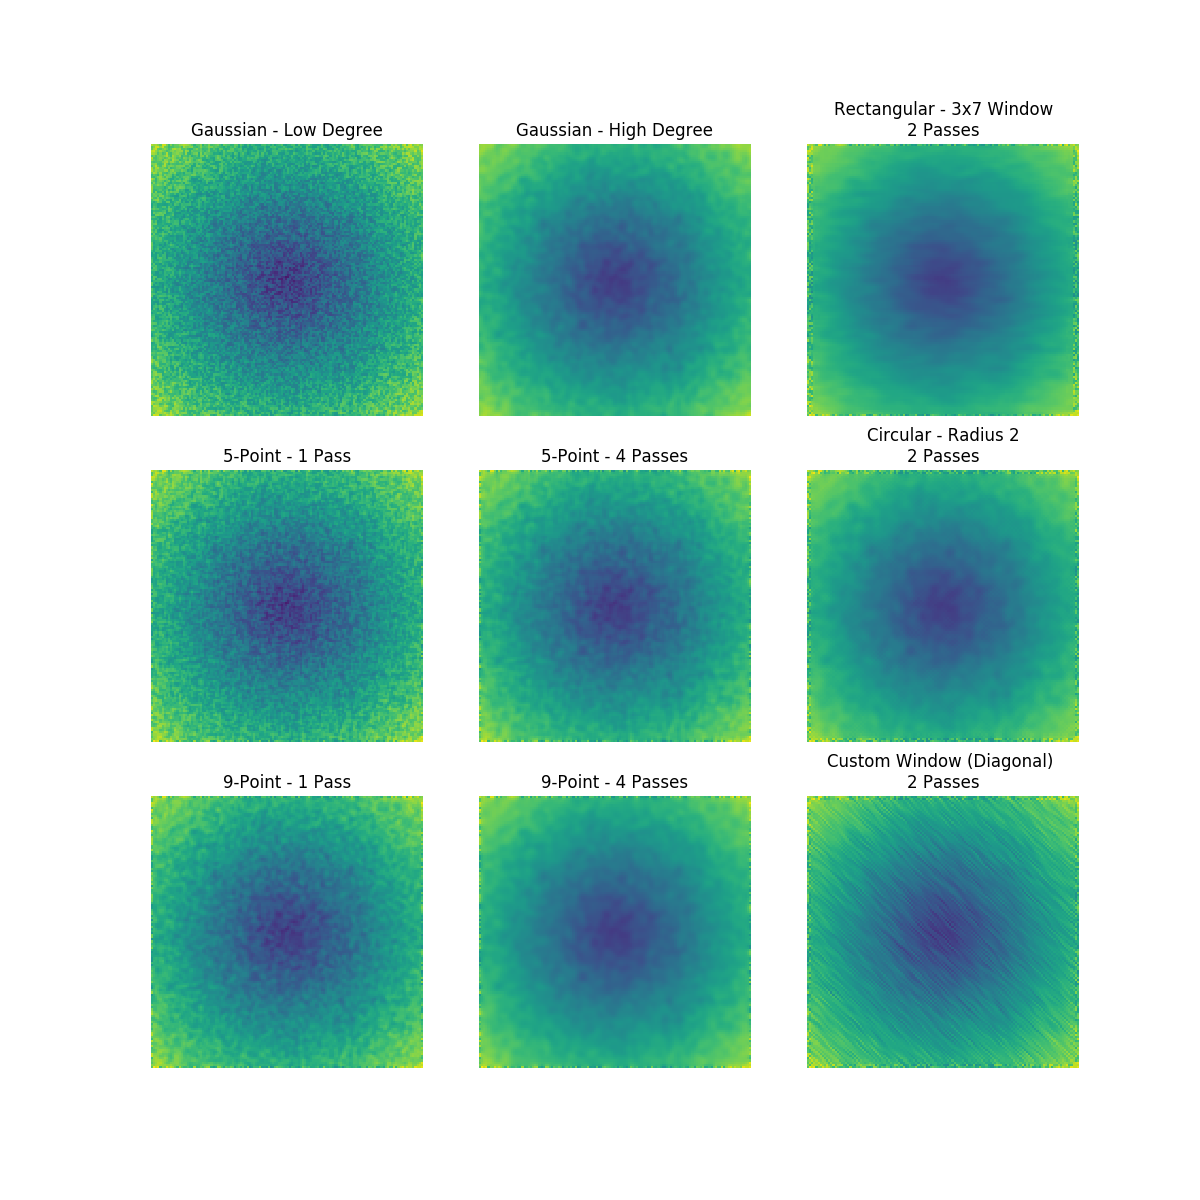 Gaussian - Low Degree
Gaussian - High Degree
Rectangular - 3x7 Window
2 Passes
5-Point - 1 Pass
5-Point - 4 Passes
Circular - Radius 2
2 Passes
9-Point - 1 Pass
9-Point - 4 Passes
Custom Window (Diagonal)
2 Passes